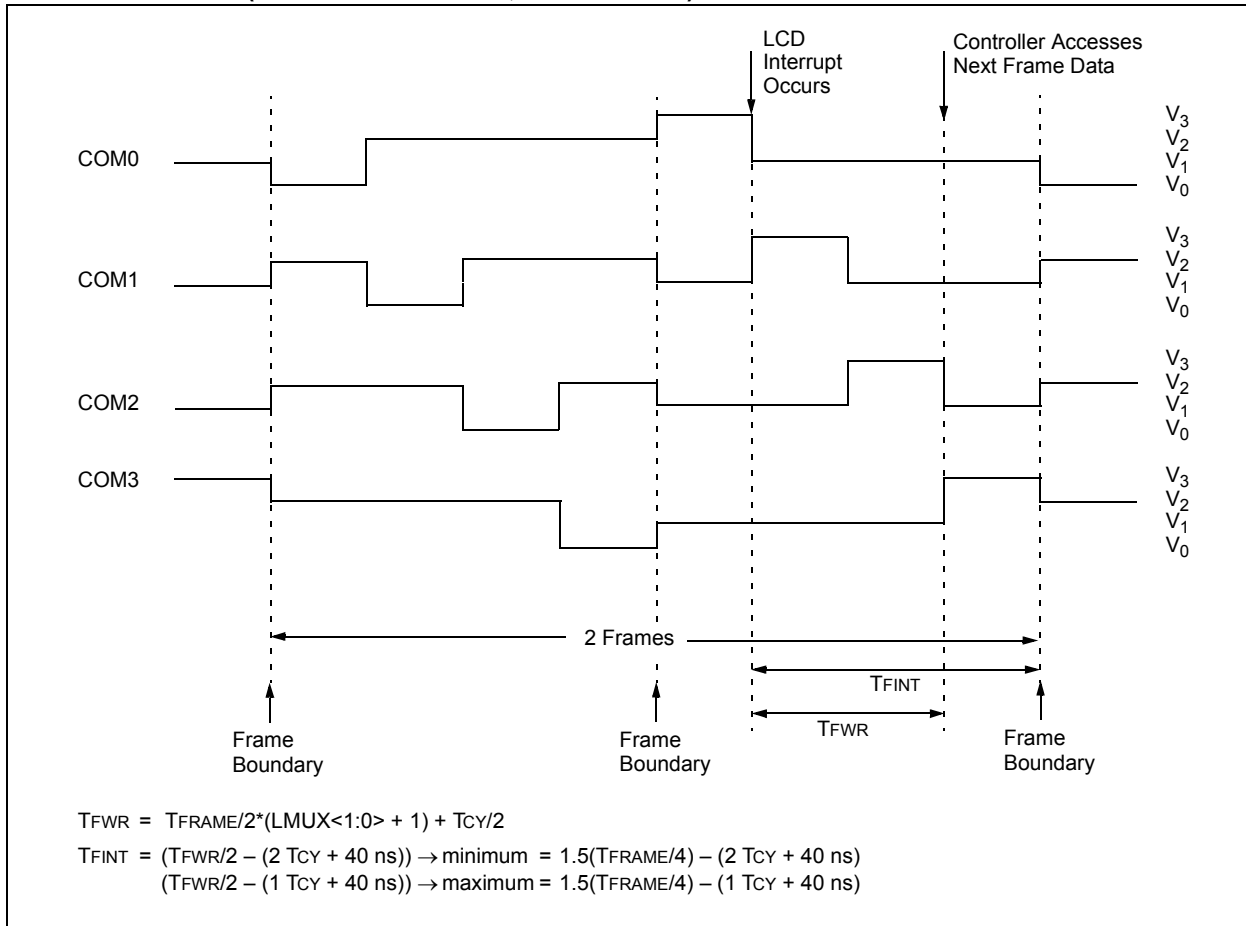 LCD
Interrupt
Occurs
Controller Accesses
Next Frame Data
COM0
V3
V2
V1
V0
COM1
V3
V2
V1
V0
COM2
V3
V2
V1
V0
COM3
V3
V2
V1
V0
2 Frames
TFINT
TFWR
Frame
Boundary
Frame
Boundary
Frame
Boundary
TFWR = TFRAME/2*(LMUX<1:0> + 1) + TCY/2
TFINT = (TFWR/2 – (2 TCY + 40 ns)) → minimum = 1.5(TFRAME/4) – (2 TCY + 40 ns)
(TFWR/2 – (1 TCY + 40 ns)) → maximum = 1.5(TFRAME/4) – (1 TCY + 40 ns)